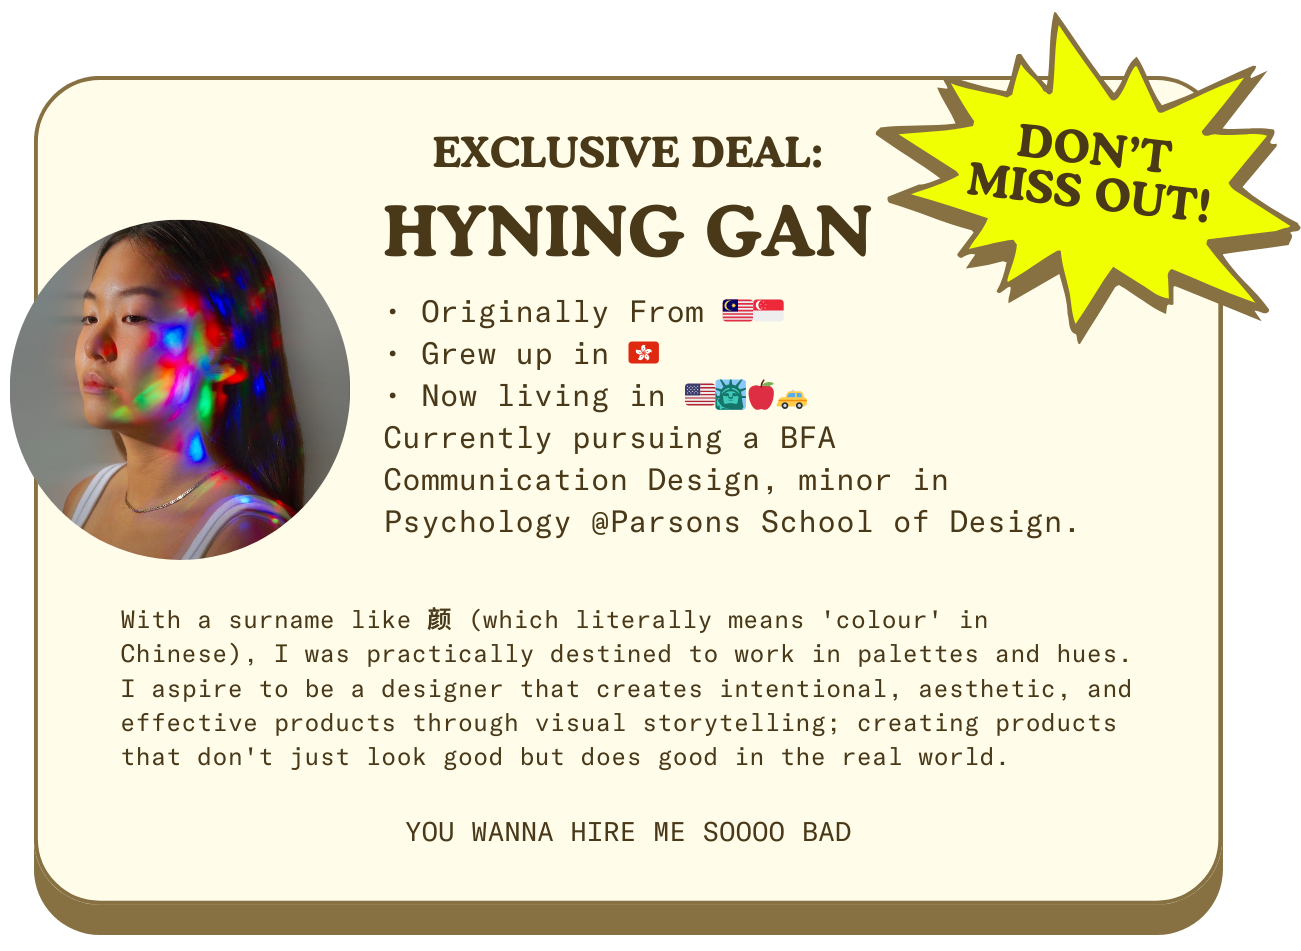 DON'T
MISS OUT!
EXCLUSIVE DEAL:
HYNING GAN
• Originally From 🇲🇾🇸🇬
• Grew up in 🇭🇰
• Now living in 🇺🇸🗽🍎🚕
Currently pursuing a BFA
Communication Design, minor in
Psychology @Parsons School of Design.
With a surname like 颜 (which literally means 'colour' in
Chinese), I was practically destined to work in palettes and hues.
I aspire to be a designer that creates intentional, aesthetic, and
effective products through visual storytelling; creating products
that don't just look good but does good in the real world.
YOU WANNA HIRE ME SOOOO BAD